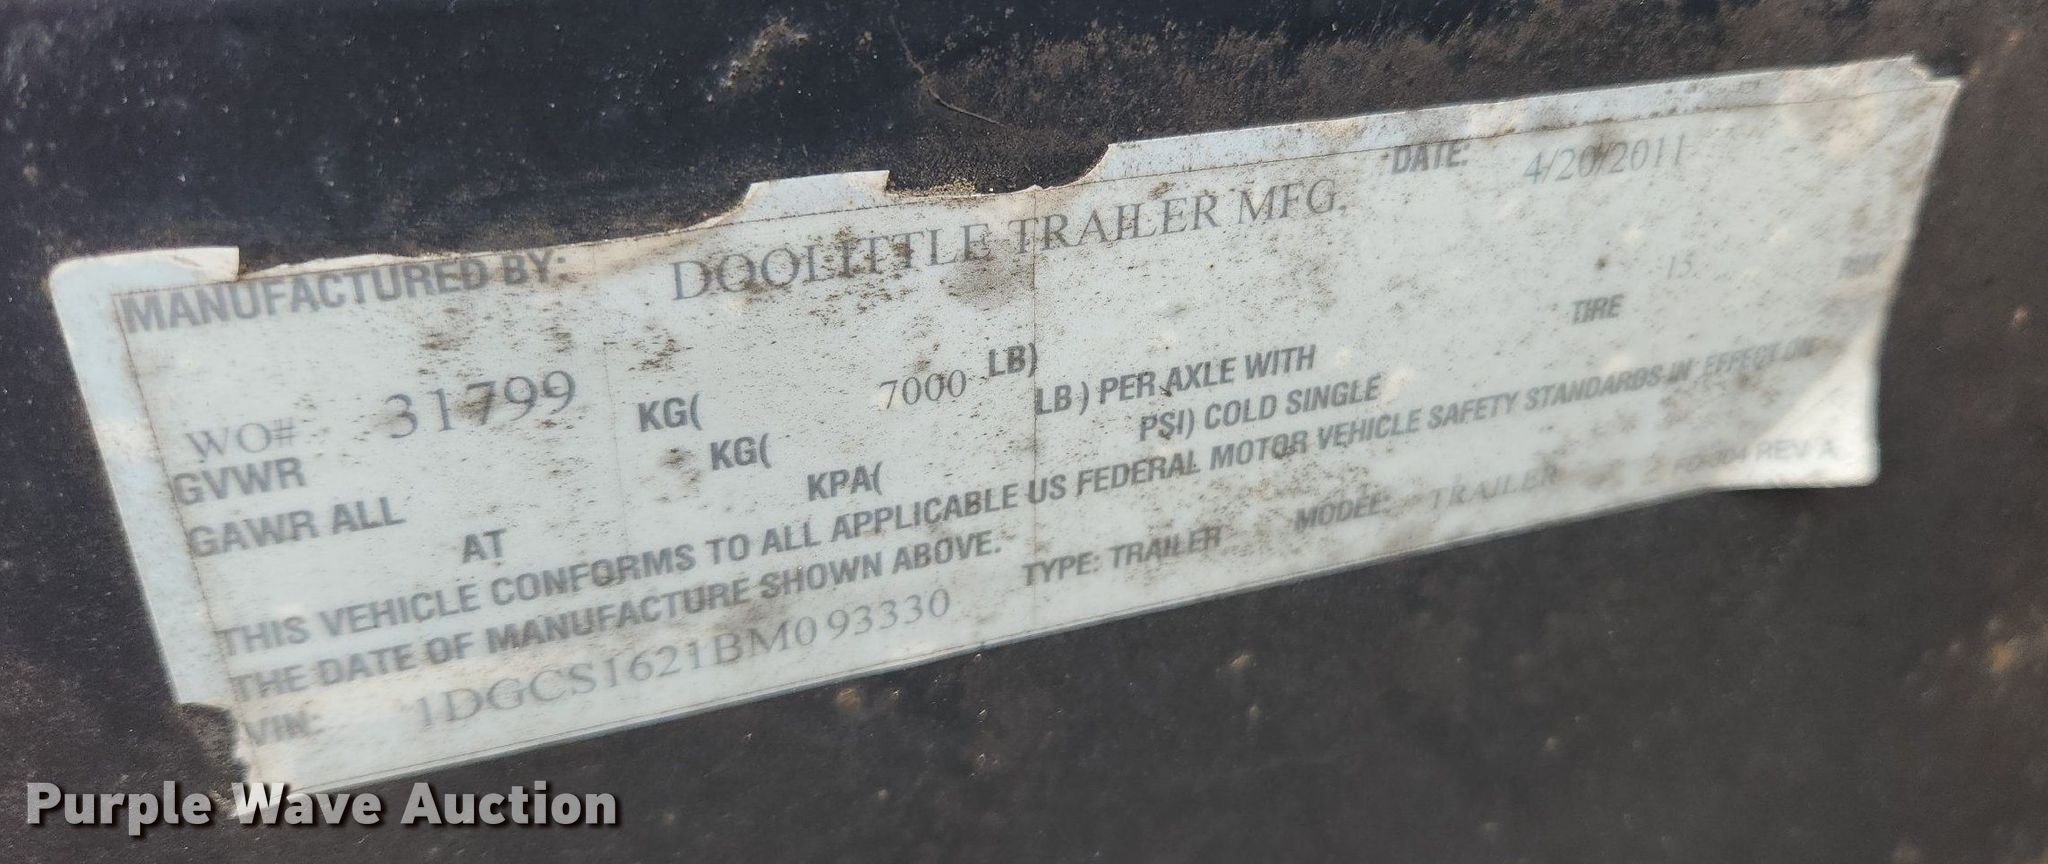 MANUFACTURED BY: DOOLITTLE TRAILER MFG. DATE: 4/20/2011
WO# 31799
GVWR KG( 7000 LB)
GAWR ALL KG( LB) PER AXLE WITH 15 TIRE RIM
AT KPA( PSI) COLD SINGLE
THIS VEHICLE CONFORMS TO ALL APPLICABLE US FEDERAL MOTOR VEHICLE SAFETY STANDARDS IN EFFECT ON
THE DATE OF MANUFACTURE SHOWN ABOVE.
VIN: 1DGCS1621BM093330 TYPE: TRAILER MODEL: TRAILER REV A
Purple Wave Auction